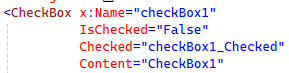 <CheckBox x:Name="checkBox1"
IsChecked="False"
Checked="checkBox1_Checked"
Content="CheckBox1"